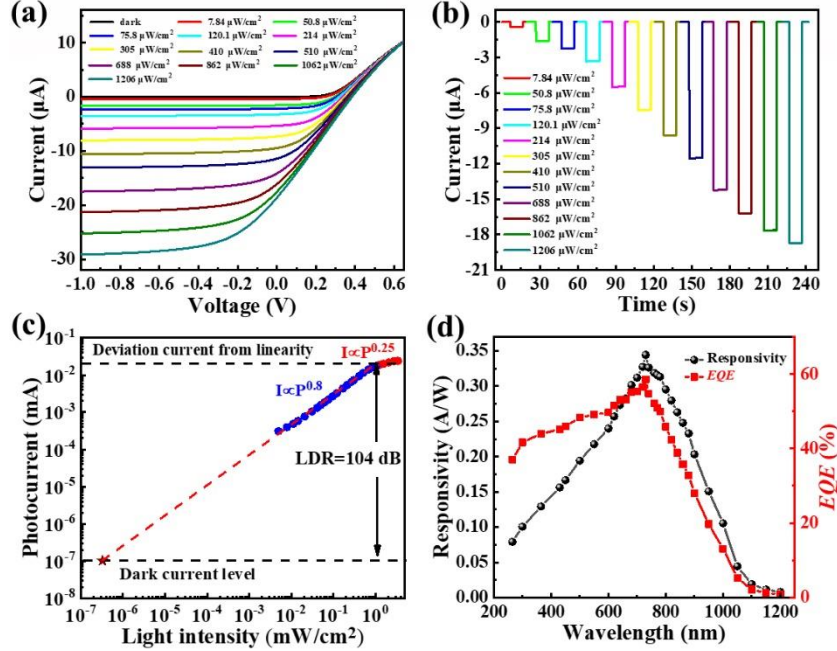 (a)
dark 7.84 µW/cm² 50.8 µW/cm²
75.8 µW/cm² 120.1 µW/cm² 214 µW/cm²
305 µW/cm² 410 µW/cm² 510 µW/cm²
688 µW/cm² 862 µW/cm² 1062 µW/cm²
1206 µW/cm²
Current (µA)
10
0
-10
-20
-30
-1.0 -0.8 -0.6 -0.4 -0.2 0.0 0.2 0.4 0.6
Voltage (V)
(b)
Current (µA)
0
-3
-6
-9
-12
-15
-18
-21
7.84 µW/cm²
50.8 µW/cm²
75.8 µW/cm²
120.1 µW/cm²
214 µW/cm²
305 µW/cm²
410 µW/cm²
510 µW/cm²
688 µW/cm²
862 µW/cm²
1062 µW/cm²
1206 µW/cm²
0 30 60 90 120 150 180 210 240
Time (s)
(c)
Photocurrent (mA)
10⁻¹
10⁻²
10⁻³
10⁻⁴
10⁻⁵
10⁻⁶
10⁻⁷
10⁻⁸
Deviation current from linearity
I∝P^0.25
I∝P^0.8
LDR=104 dB
Dark current level
10⁻⁷ 10⁻⁶ 10⁻⁵ 10⁻⁴ 10⁻³ 10⁻² 10⁻¹ 10⁰ 10¹
Light intensity (mW/cm²)
(d)
Responsivity (A/W)
0.35
0.30
0.25
0.20
0.15
0.10
0.05
0.00
Responsivity
EQE
60
40
20
0
EQE (%)
200 400 600 800 1000 1200
Wavelength (nm)